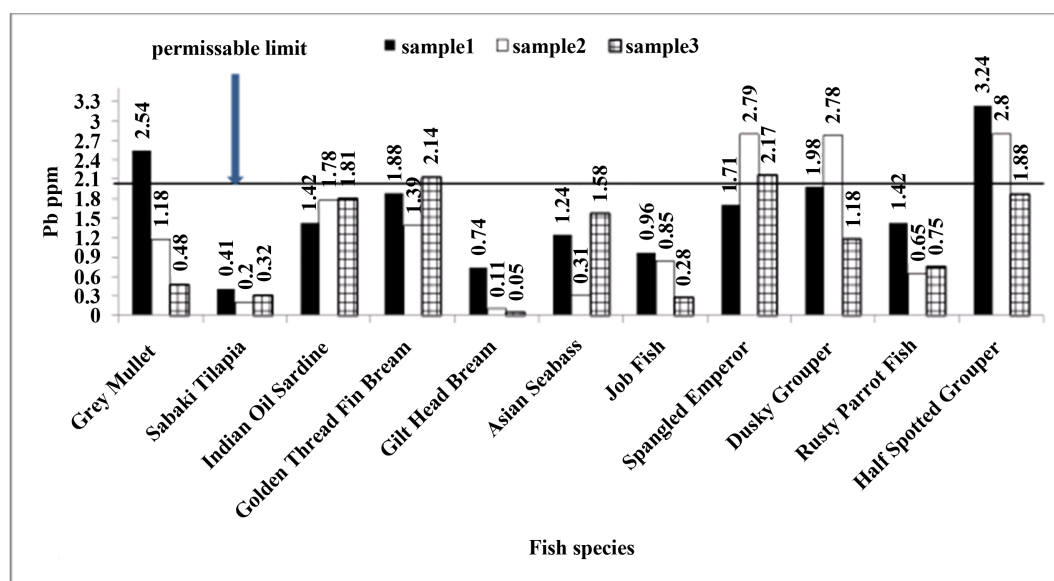 permissable limit
sample1 sample2 sample3
Pb ppm
3.3
3
2.7
2.4
2.1
1.8
1.5
1.2
0.9
0.6
0.3
0
2.54 1.18 0.48
0.41 0.2 0.32
1.42 1.78 1.81
1.88 1.39 2.14
0.74 0.11 0.05
1.24 0.31 1.58
0.96 0.85 0.28
1.71 2.79 2.17
1.98 2.78 1.18
1.42 0.65 0.75
3.24 2.8 1.88
Grey Mullet
Sabaki Tilapia
Indian Oil Sardine
Golden Thread Fin Bream
Gilt Head Bream
Asian Seabass
Job Fish
Spangled Emperor
Dusky Grouper
Rusty Parrot Fish
Half Spotted Grouper
Fish species